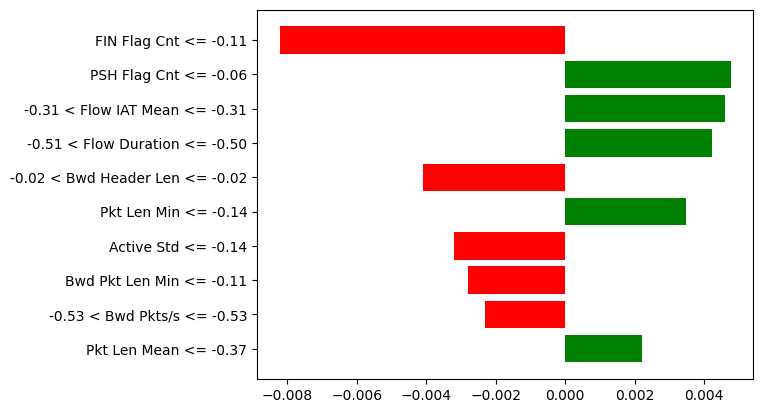 FIN Flag Cnt <= -0.11
PSH Flag Cnt <= -0.06
-0.31 < Flow IAT Mean <= -0.31
-0.51 < Flow Duration <= -0.50
-0.02 < Bwd Header Len <= -0.02
Pkt Len Min <= -0.14
Active Std <= -0.14
Bwd Pkt Len Min <= -0.11
-0.53 < Bwd Pkts/s <= -0.53
Pkt Len Mean <= -0.37
−0.008 −0.006 −0.004 −0.002 0.000 0.002 0.004